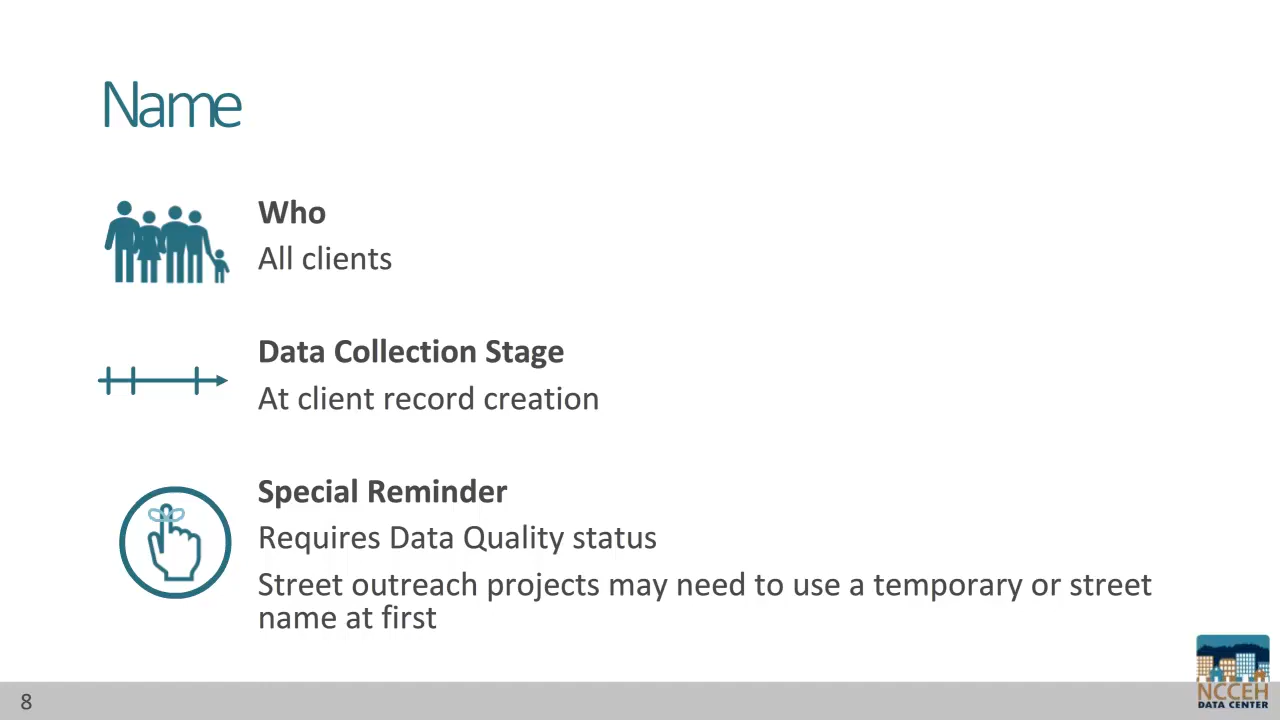 Name
Who
All clients
Data Collection Stage
At client record creation
Special Reminder
Requires Data Quality status
Street outreach projects may need to use a temporary or street
name at first
8
NCCEH
DATA CENTER